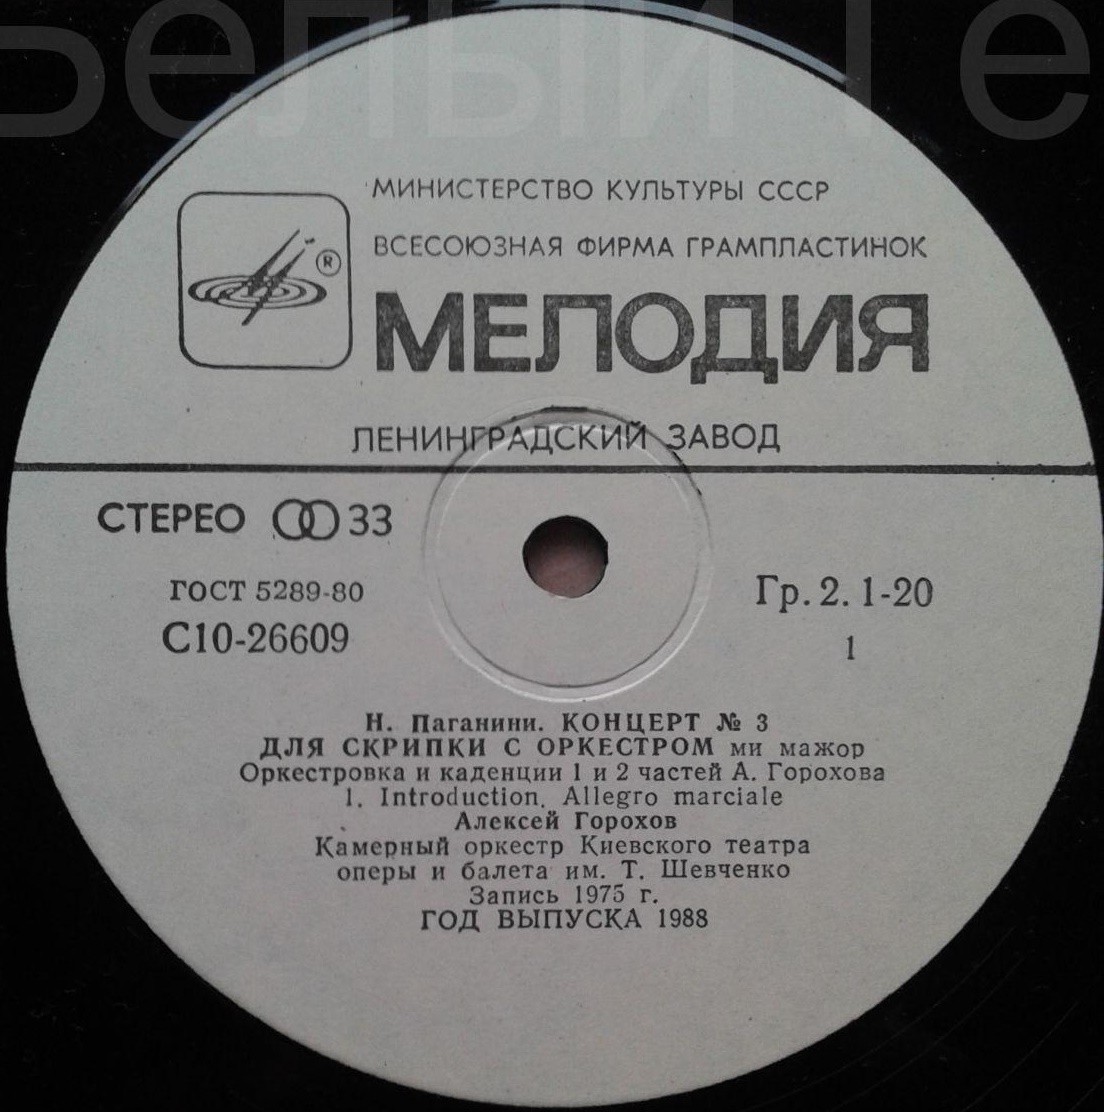 Белый Те
МИНИСТЕРСТВО КУЛЬТУРЫ СССР
ВСЕСОЮЗНАЯ ФИРМА ГРАМПЛАСТИНОК
®
МЕЛОДИЯ
ЛЕНИНГРАДСКИЙ ЗАВОД
СТЕРЕО 33
ГОСТ 5289-80
С10-26609
Гр. 2. 1-20
1
Н. Паганини. КОНЦЕРТ № 3
ДЛЯ СКРИПКИ С ОРКЕСТРОМ ми мажор
Оркестровка и каденции 1 и 2 частей А. Горохова
1. Introduction. Allegro marciale
Алексей Горохов
Камерный оркестр Киевского театра
оперы и балета им. Т. Шевченко
Запись 1975 г.
ГОД ВЫПУСКА 1988